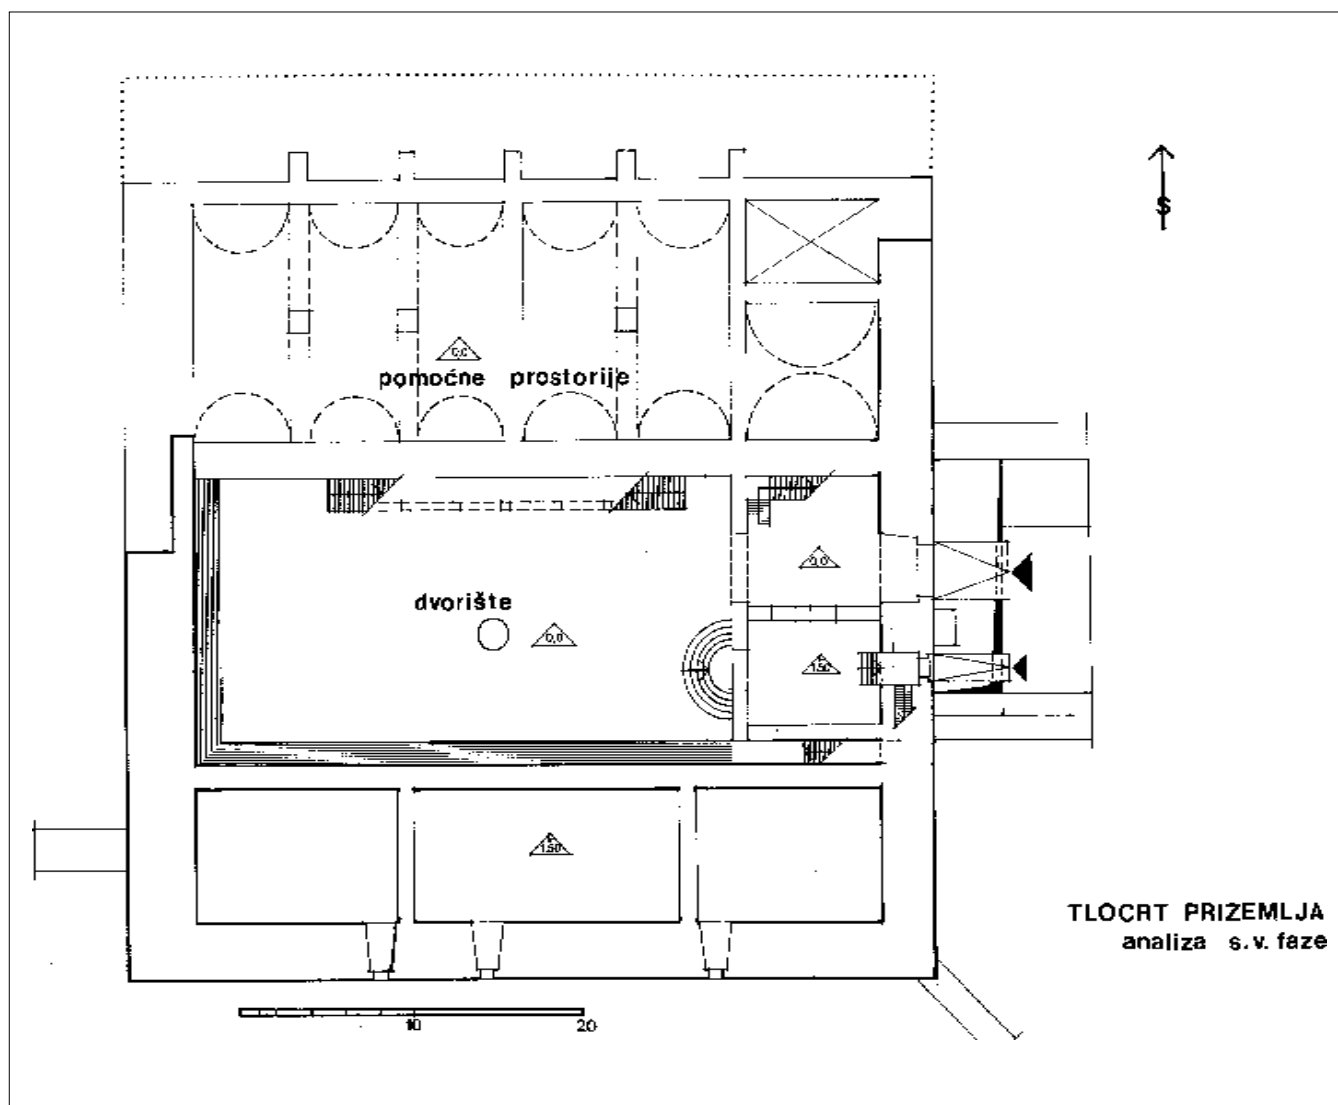 S
0,0
pomoćne prostorije
0,0
dvorište
0,0
1.50
1.50
TLOCRT PRIZEMLJA
analiza s.v. faze
10
20